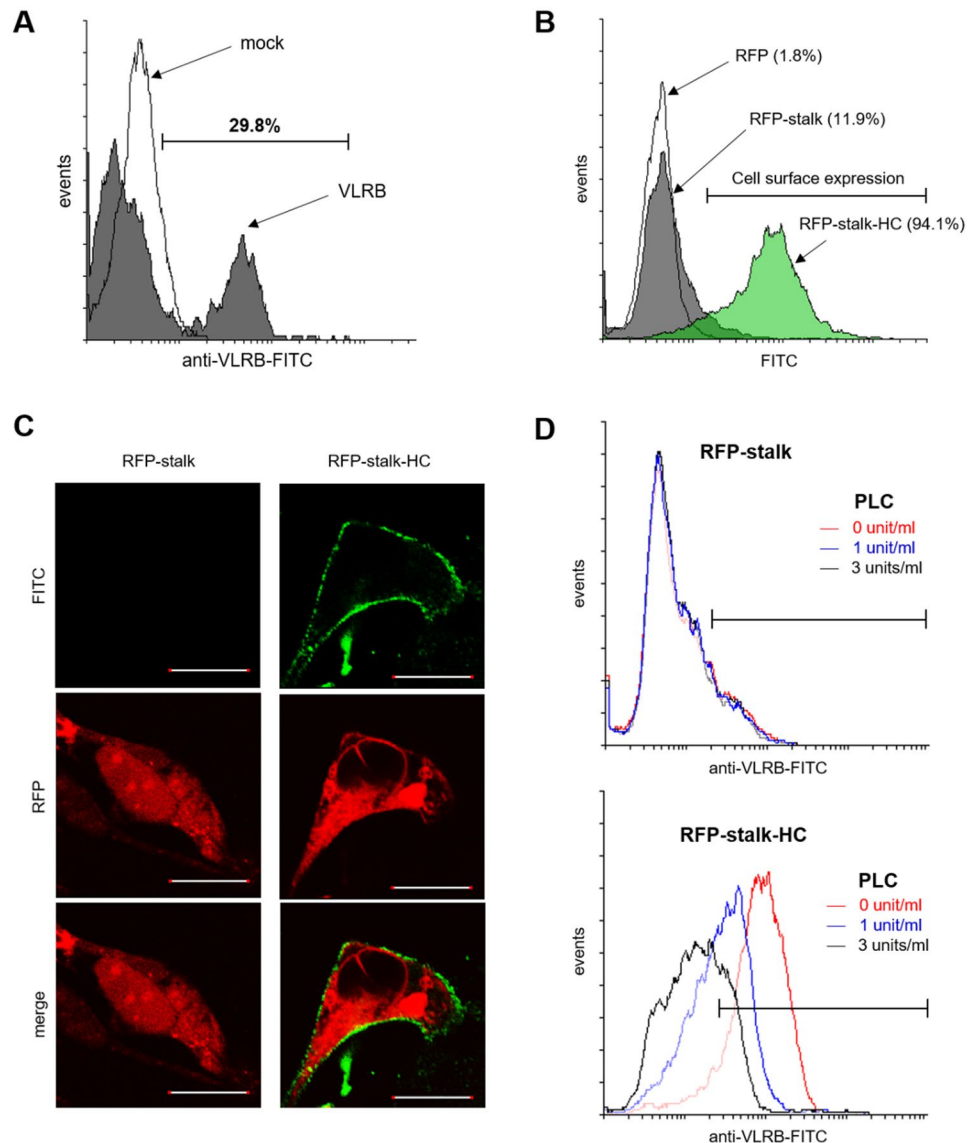 A
mock
29.8%
VLRB
events
anti-VLRB-FITC
B
RFP (1.8%)
RFP-stalk (11.9%)
Cell surface expression
RFP-stalk-HC (94.1%)
events
FITC
C
RFP-stalk
RFP-stalk-HC
FITC
RFP
merge
D
RFP-stalk
PLC
0 unit/ml
1 unit/ml
3 units/ml
events
anti-VLRB-FITC
RFP-stalk-HC
PLC
0 unit/ml
1 unit/ml
3 units/ml
events
anti-VLRB-FITC